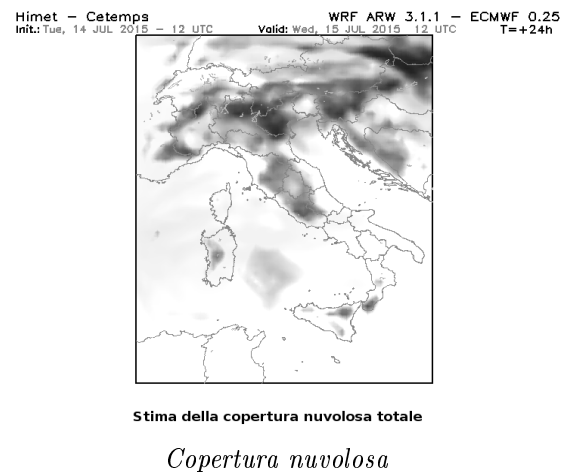 Himet – Cetemps WRF ARW 3.1.1 – ECMWF 0.25
Init.: Tue, 14 JUL 2015 – 12 UTC Valid: Wed, 15 JUL 2015 12 UTC T=+24h
Stima della copertura nuvolosa totale
Copertura nuvolosa